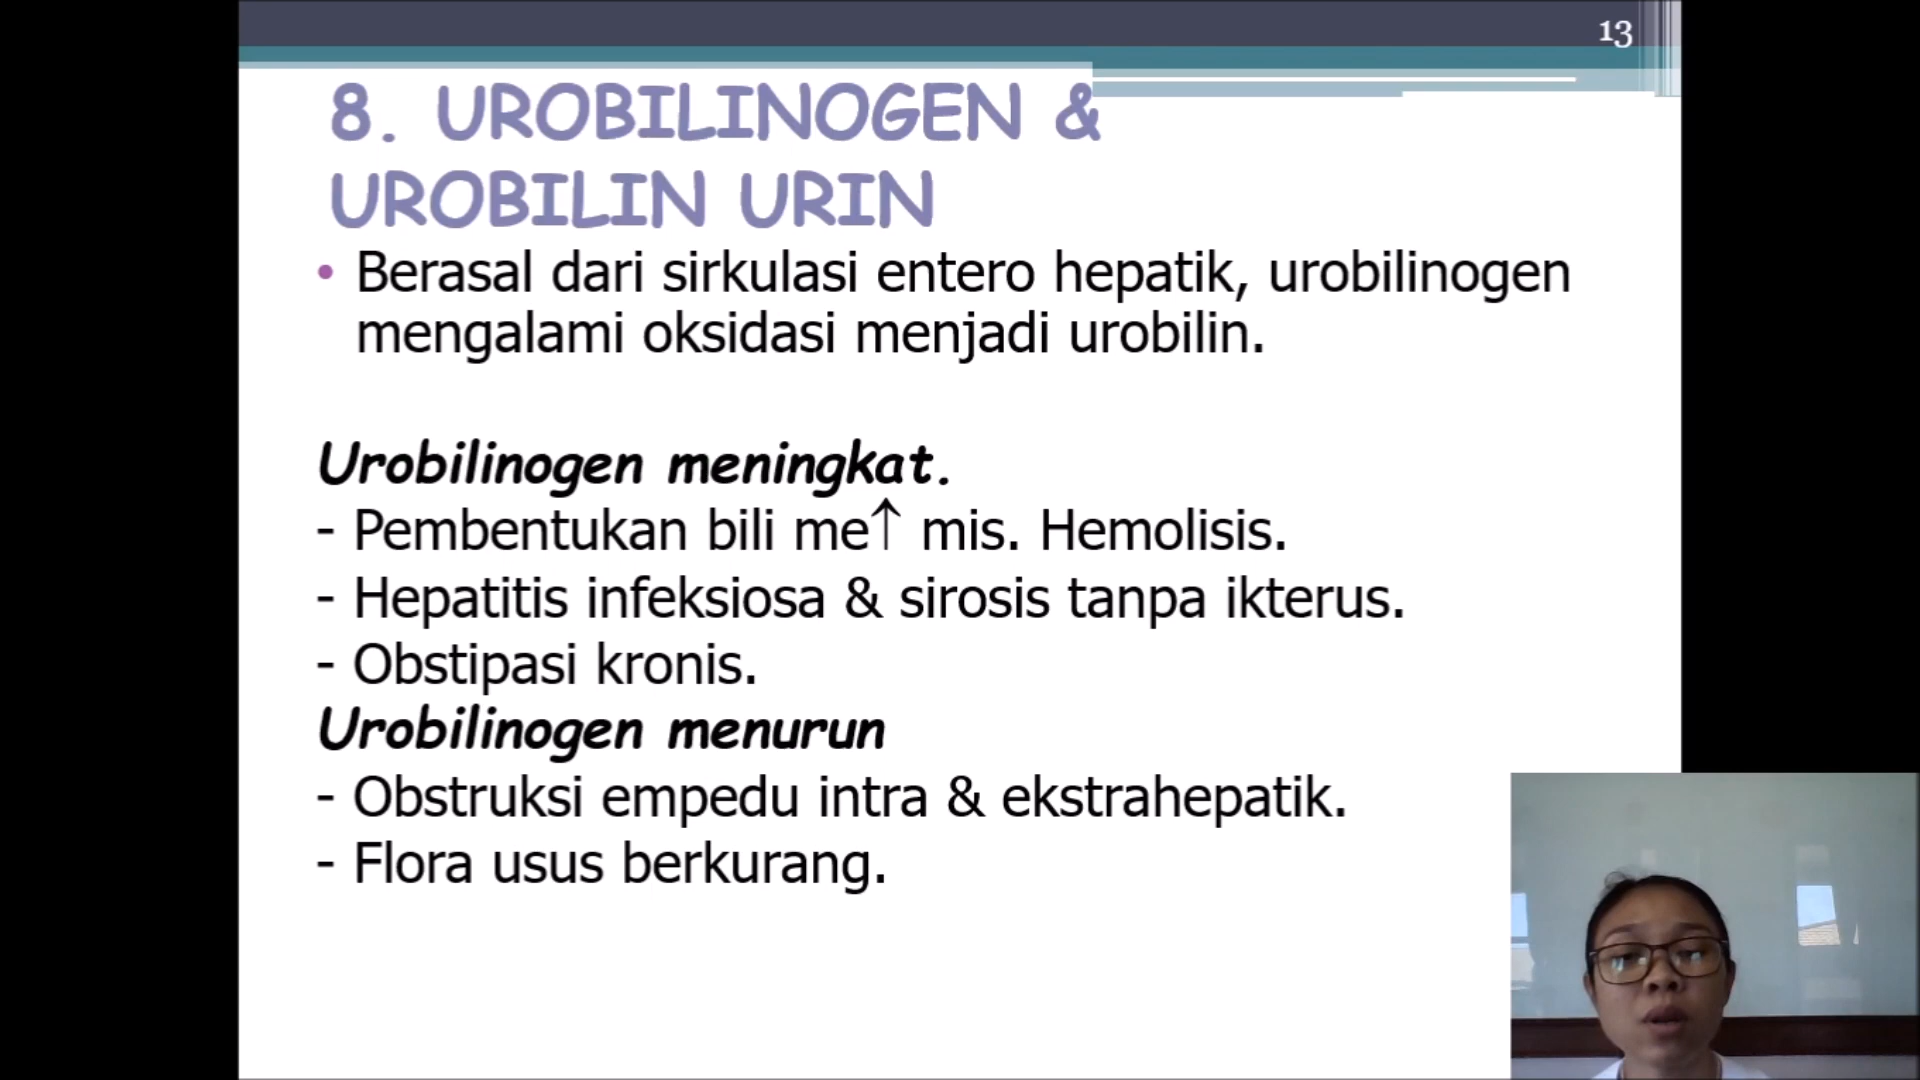 13
8. UROBILINOGEN &
UROBILIN URIN
• Berasal dari sirkulasi entero hepatik, urobilinogen
mengalami oksidasi menjadi urobilin.
Urobilinogen meningkat.
- Pembentukan bili me↑ mis. Hemolisis.
- Hepatitis infeksiosa & sirosis tanpa ikterus.
- Obstipasi kronis.
Urobilinogen menurun
- Obstruksi empedu intra & ekstrahepatik.
- Flora usus berkurang.